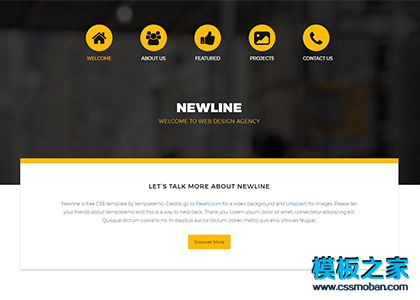 WELCOME
ABOUT US
FEATURED
PROJECTS
CONTACT US
NEWLINE
WELCOME TO WEB DESIGN AGENCY
LET'S TALK MORE ABOUT NEWLINE
Newline is free CSS template by templatemo. Credits go to Pexels.com for a video background and Unsplash for images. Please tell
your friends about templatemo and this is a way to help back. Thank you. Lorem ipsum dolor sit amet, consectetur adipiscing elit.
Quisque dictum convallis mi. In dapibus auctor dictum donec mattis quis eros ultricies feugiat.
Discover More
模板之家
www.cssmoban.com